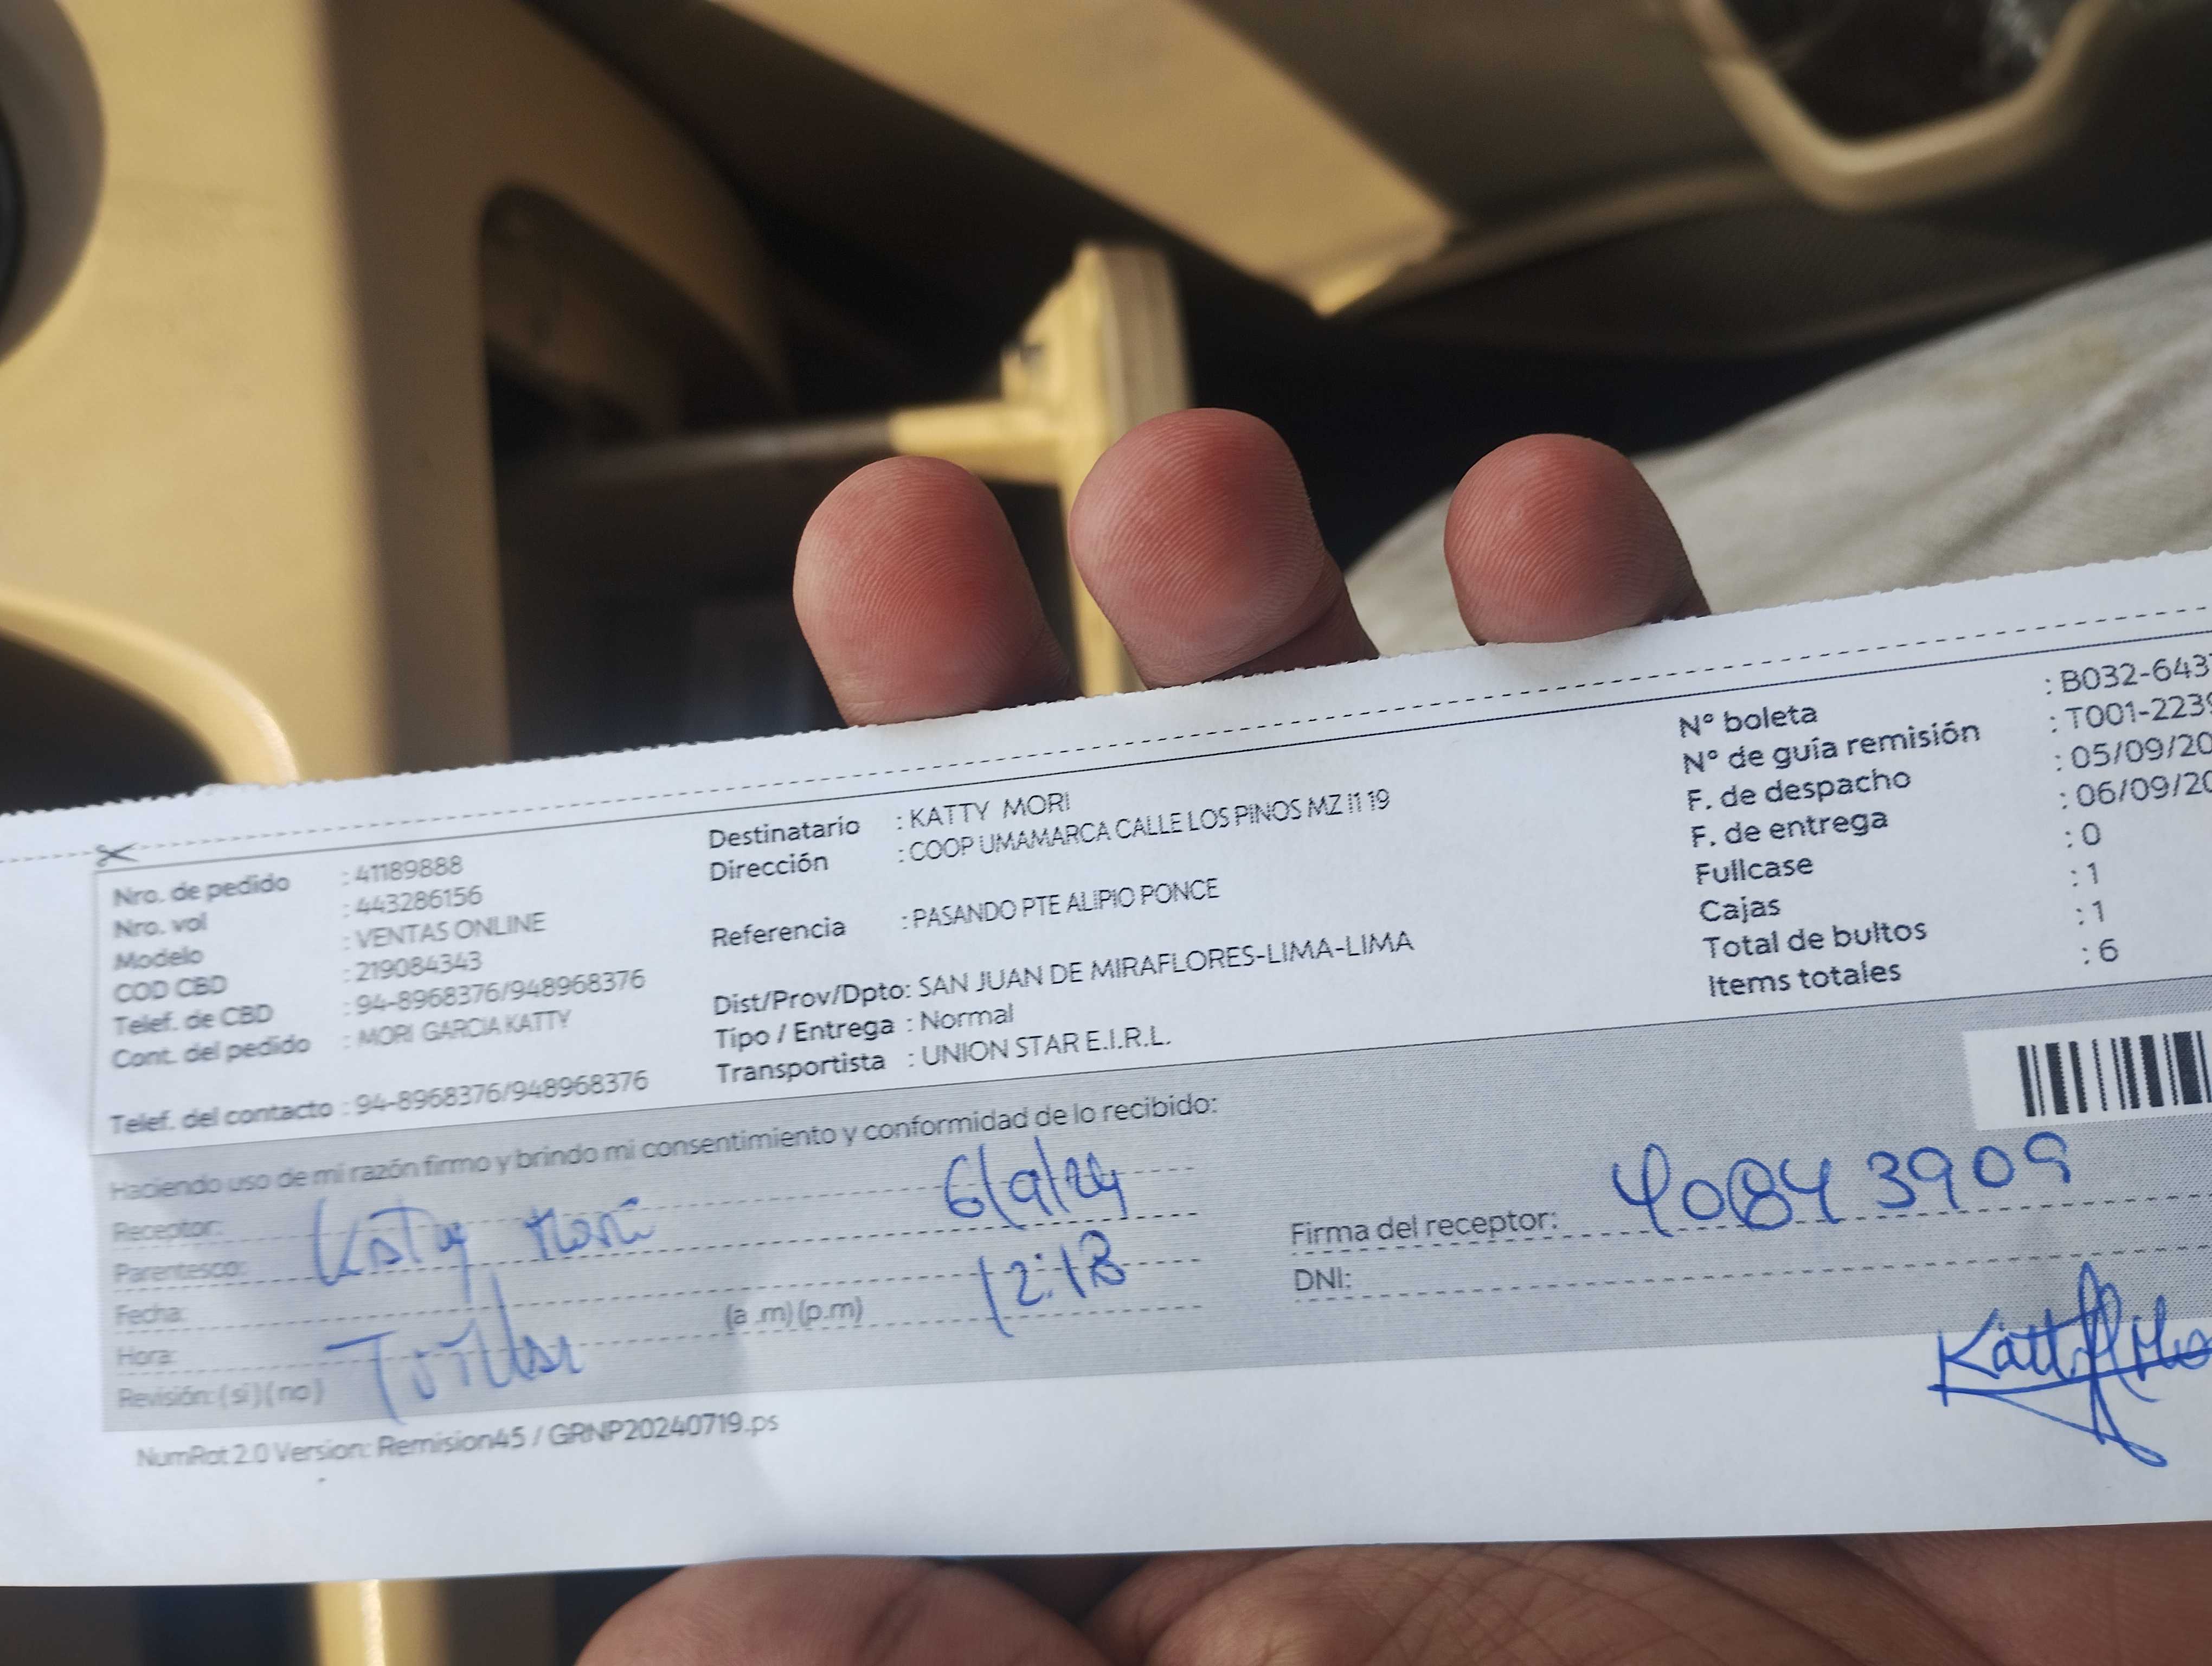 Nro. de pedido : 41189888
Nro. vol : 443286156
Modelo : VENTAS ONLINE
COD CBD : 219084343
Telef. de CBD : 94-8968376/948968376
Cont. del pedido : MORI GARCIA KATTY
Telef. del contacto : 94-8968376/948968376
Destinatario : KATTY MORI
Dirección : COOP UMAMARCA CALLE LOS PINOS MZ I1 19
Referencia : PASANDO PTE ALIPIO PONCE
Dist/Prov/Dpto: SAN JUAN DE MIRAFLORES-LIMA-LIMA
Tipo / Entrega : Normal
Transportista : UNION STAR E.I.R.L.
N° boleta : B032-643
N° de guía remisión : T001-223
F. de despacho : 05/09/20
F. de entrega : 06/09/20
Fullcase : 0
Cajas : 1
Total de bultos : 1
Items totales : 6
Haciendo uso de mi razón firmo y brindo mi consentimiento y conformidad de lo recibido:
Receptor: Katty Mori
Parentesco: Titular
Fecha: 6/9/24
Hora: (a .m) (p.m) 12:18
Revisión: ( si ) ( no )
Firma del receptor: 40843909
DNI:
Katty Mo
NumRot 2.0 Version: Remision45 / GRNP20240719.ps